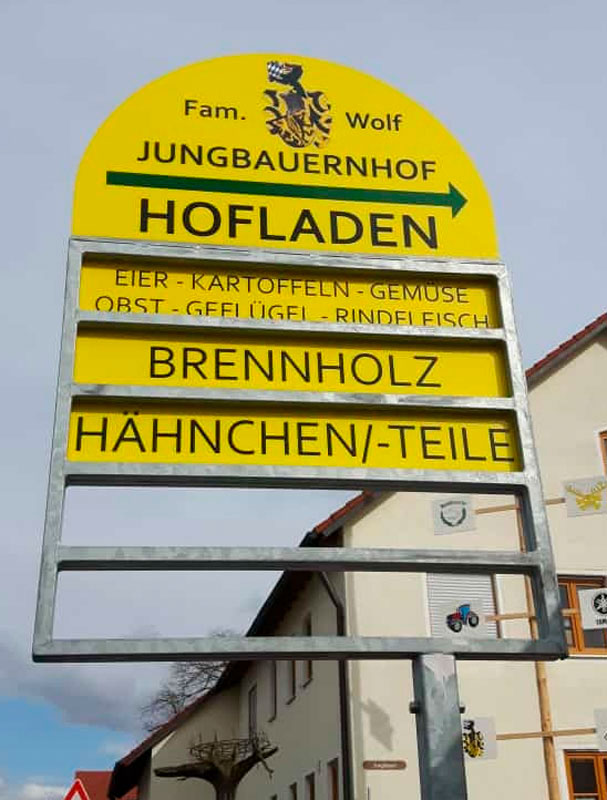 Fam. Wolf
JUNGBAUERNHOF
HOFLADEN
EIER - KARTOFFELN - GEMÜSE
OBST - GEFLÜGEL - RINDFLEISCH
BRENNHOLZ
HÄHNCHEN/-TEILE